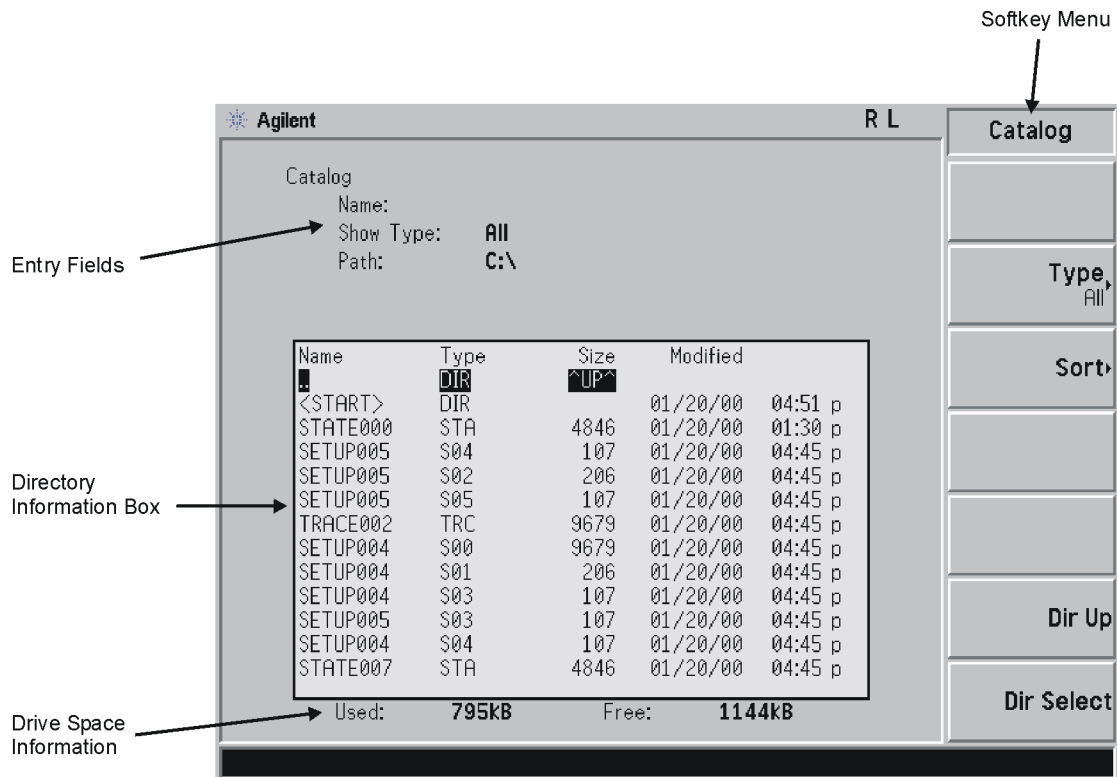 Softkey Menu
Agilent
R L
Catalog
Catalog
Name:
Show Type: All
Path: C:\
Entry Fields
Type
All
Sort
Name Type Size Modified
.. DIR ^UP^
<START> DIR 01/20/00 04:51 p
STATE000 STA 4846 01/20/00 01:30 p
SETUP005 S04 107 01/20/00 04:45 p
SETUP005 S02 206 01/20/00 04:45 p
SETUP005 S05 107 01/20/00 04:45 p
TRACE002 TRC 9679 01/20/00 04:45 p
SETUP004 S00 9679 01/20/00 04:45 p
SETUP004 S01 206 01/20/00 04:45 p
SETUP004 S03 107 01/20/00 04:45 p
SETUP005 S03 107 01/20/00 04:45 p
SETUP004 S04 107 01/20/00 04:45 p
STATE007 STA 4846 01/20/00 04:45 p
Directory
Information Box
Dir Up
Dir Select
Used: 795kB Free: 1144kB
Drive Space
Information